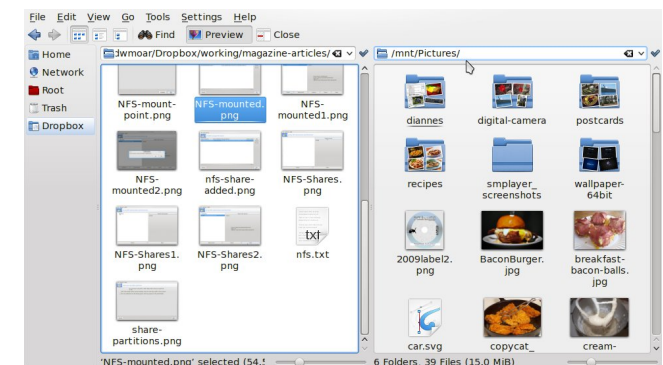 File Edit View Go Tools Settings Help
Find Preview Close
dwmoar/Dropbox/working/magazine-articles/
/mnt/Pictures/
Home
Network
Root
Trash
Dropbox
NFS-mount-
point.png
NFS-mounted.
png
NFS-
mounted1.png
NFS-
mounted2.png
nfs-share-
added.png
NFS-Shares.
png
NFS-Shares1.
png
NFS-Shares2.
png
txt
nfs.txt
share-
partitions.png
diannes
digital-camera
postcards
recipes
smplayer_
screenshots
wallpaper-
64bit
2009label2.
png
BaconBurger.
jpg
breakfast-
bacon-balls.
jpg
car.svg
copycat_
cream-
'NFS-mounted.png' selected (54.5
6 Folders, 39 Files (15.0 MiB)